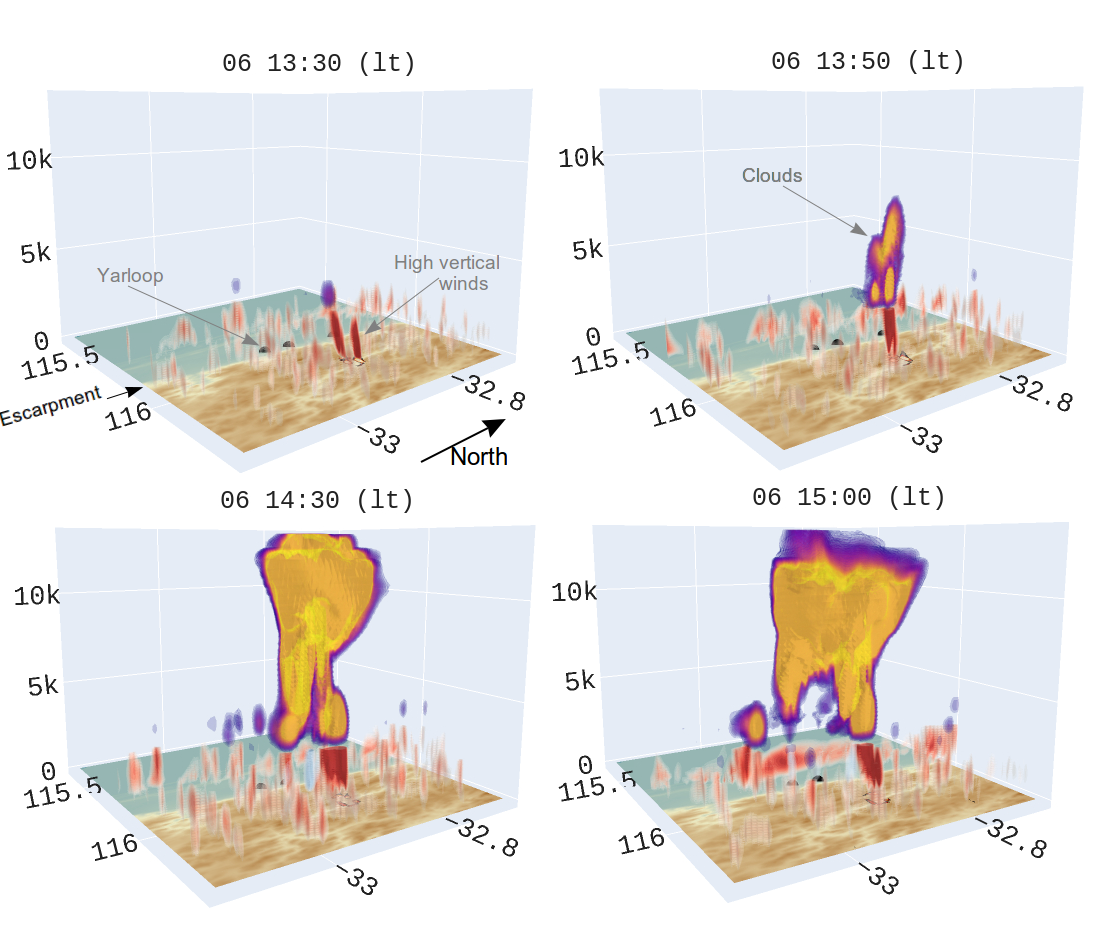 06 13:30 (lt)
10k
5k
0
115.5
116
-33
-32.8
Yarloop
High vertical
winds
Escarpment
North
06 13:50 (lt)
10k
5k
0
115.5
116
-33
-32.8
Clouds
06 14:30 (lt)
10k
5k
0
115.5
116
-33
-32.8
06 15:00 (lt)
10k
5k
0
115.5
116
-33
-32.8